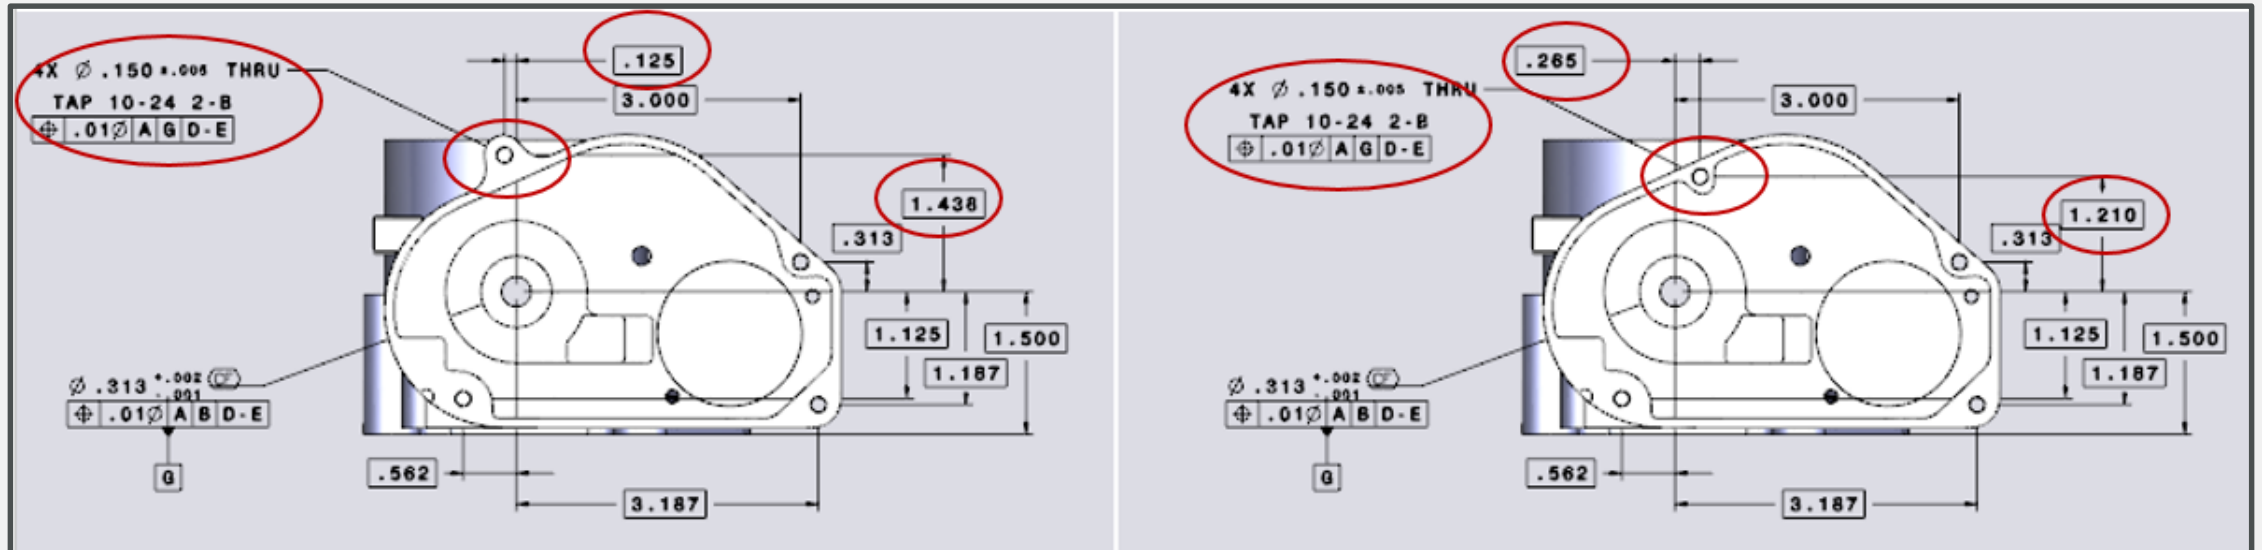 .125
4X Ø .150 ±.005 THRU
TAP 10-24 2-B
⌖ .01Ø A G D-E
3.000
1.438
.313
1.125
1.500
1.187
Ø .313 +.002 -.001 CF
⌖ .01Ø A B D-E
G
.562
3.187
.265
4X Ø .150 ±.005 THRU
TAP 10-24 2-B
⌖ .01Ø A G D-E
3.000
1.210
.313
1.125
1.500
1.187
Ø .313 +.002 -.001 CF
⌖ .01Ø A B D-E
G
.562
3.187